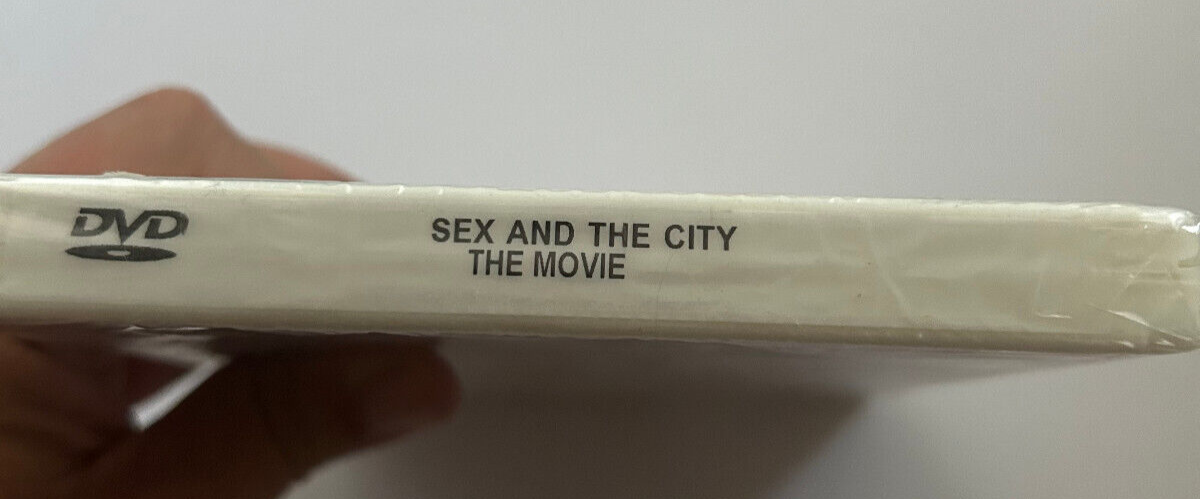 DVD
SEX AND THE CITY
THE MOVIE